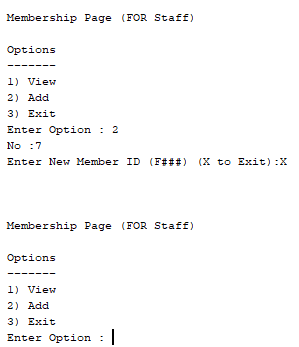 Membership Page (FOR Staff)
Options
-------
1) View
2) Add
3) Exit
Enter Option : 2
No :7
Enter New Member ID (F###) (X to Exit):X
Membership Page (FOR Staff)
Options
-------
1) View
2) Add
3) Exit
Enter Option :